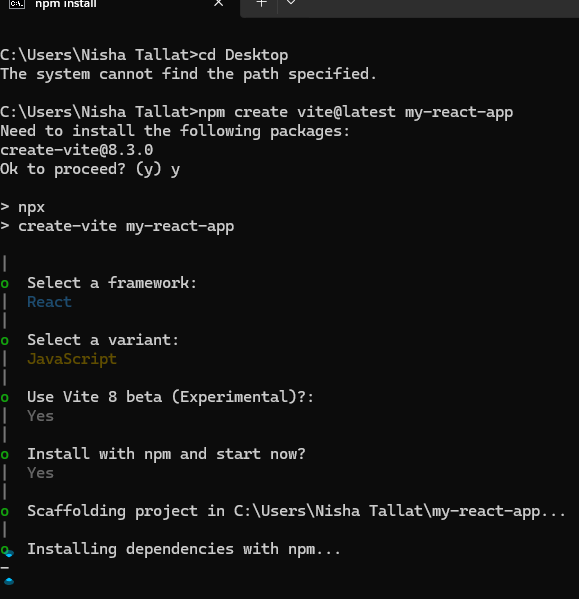 npm install
C:\Users\Nisha Tallat>cd Desktop
The system cannot find the path specified.
C:\Users\Nisha Tallat>npm create vite@latest my-react-app
Need to install the following packages:
create-vite@8.3.0
Ok to proceed? (y) y
> npx
> create-vite my-react-app
|
o  Select a framework:
|  React
|
o  Select a variant:
|  JavaScript
|
o  Use Vite 8 beta (Experimental)?:
|  Yes
|
o  Install with npm and start now?
|  Yes
|
o  Scaffolding project in C:\Users\Nisha Tallat\my-react-app...
|
o  Installing dependencies with npm...